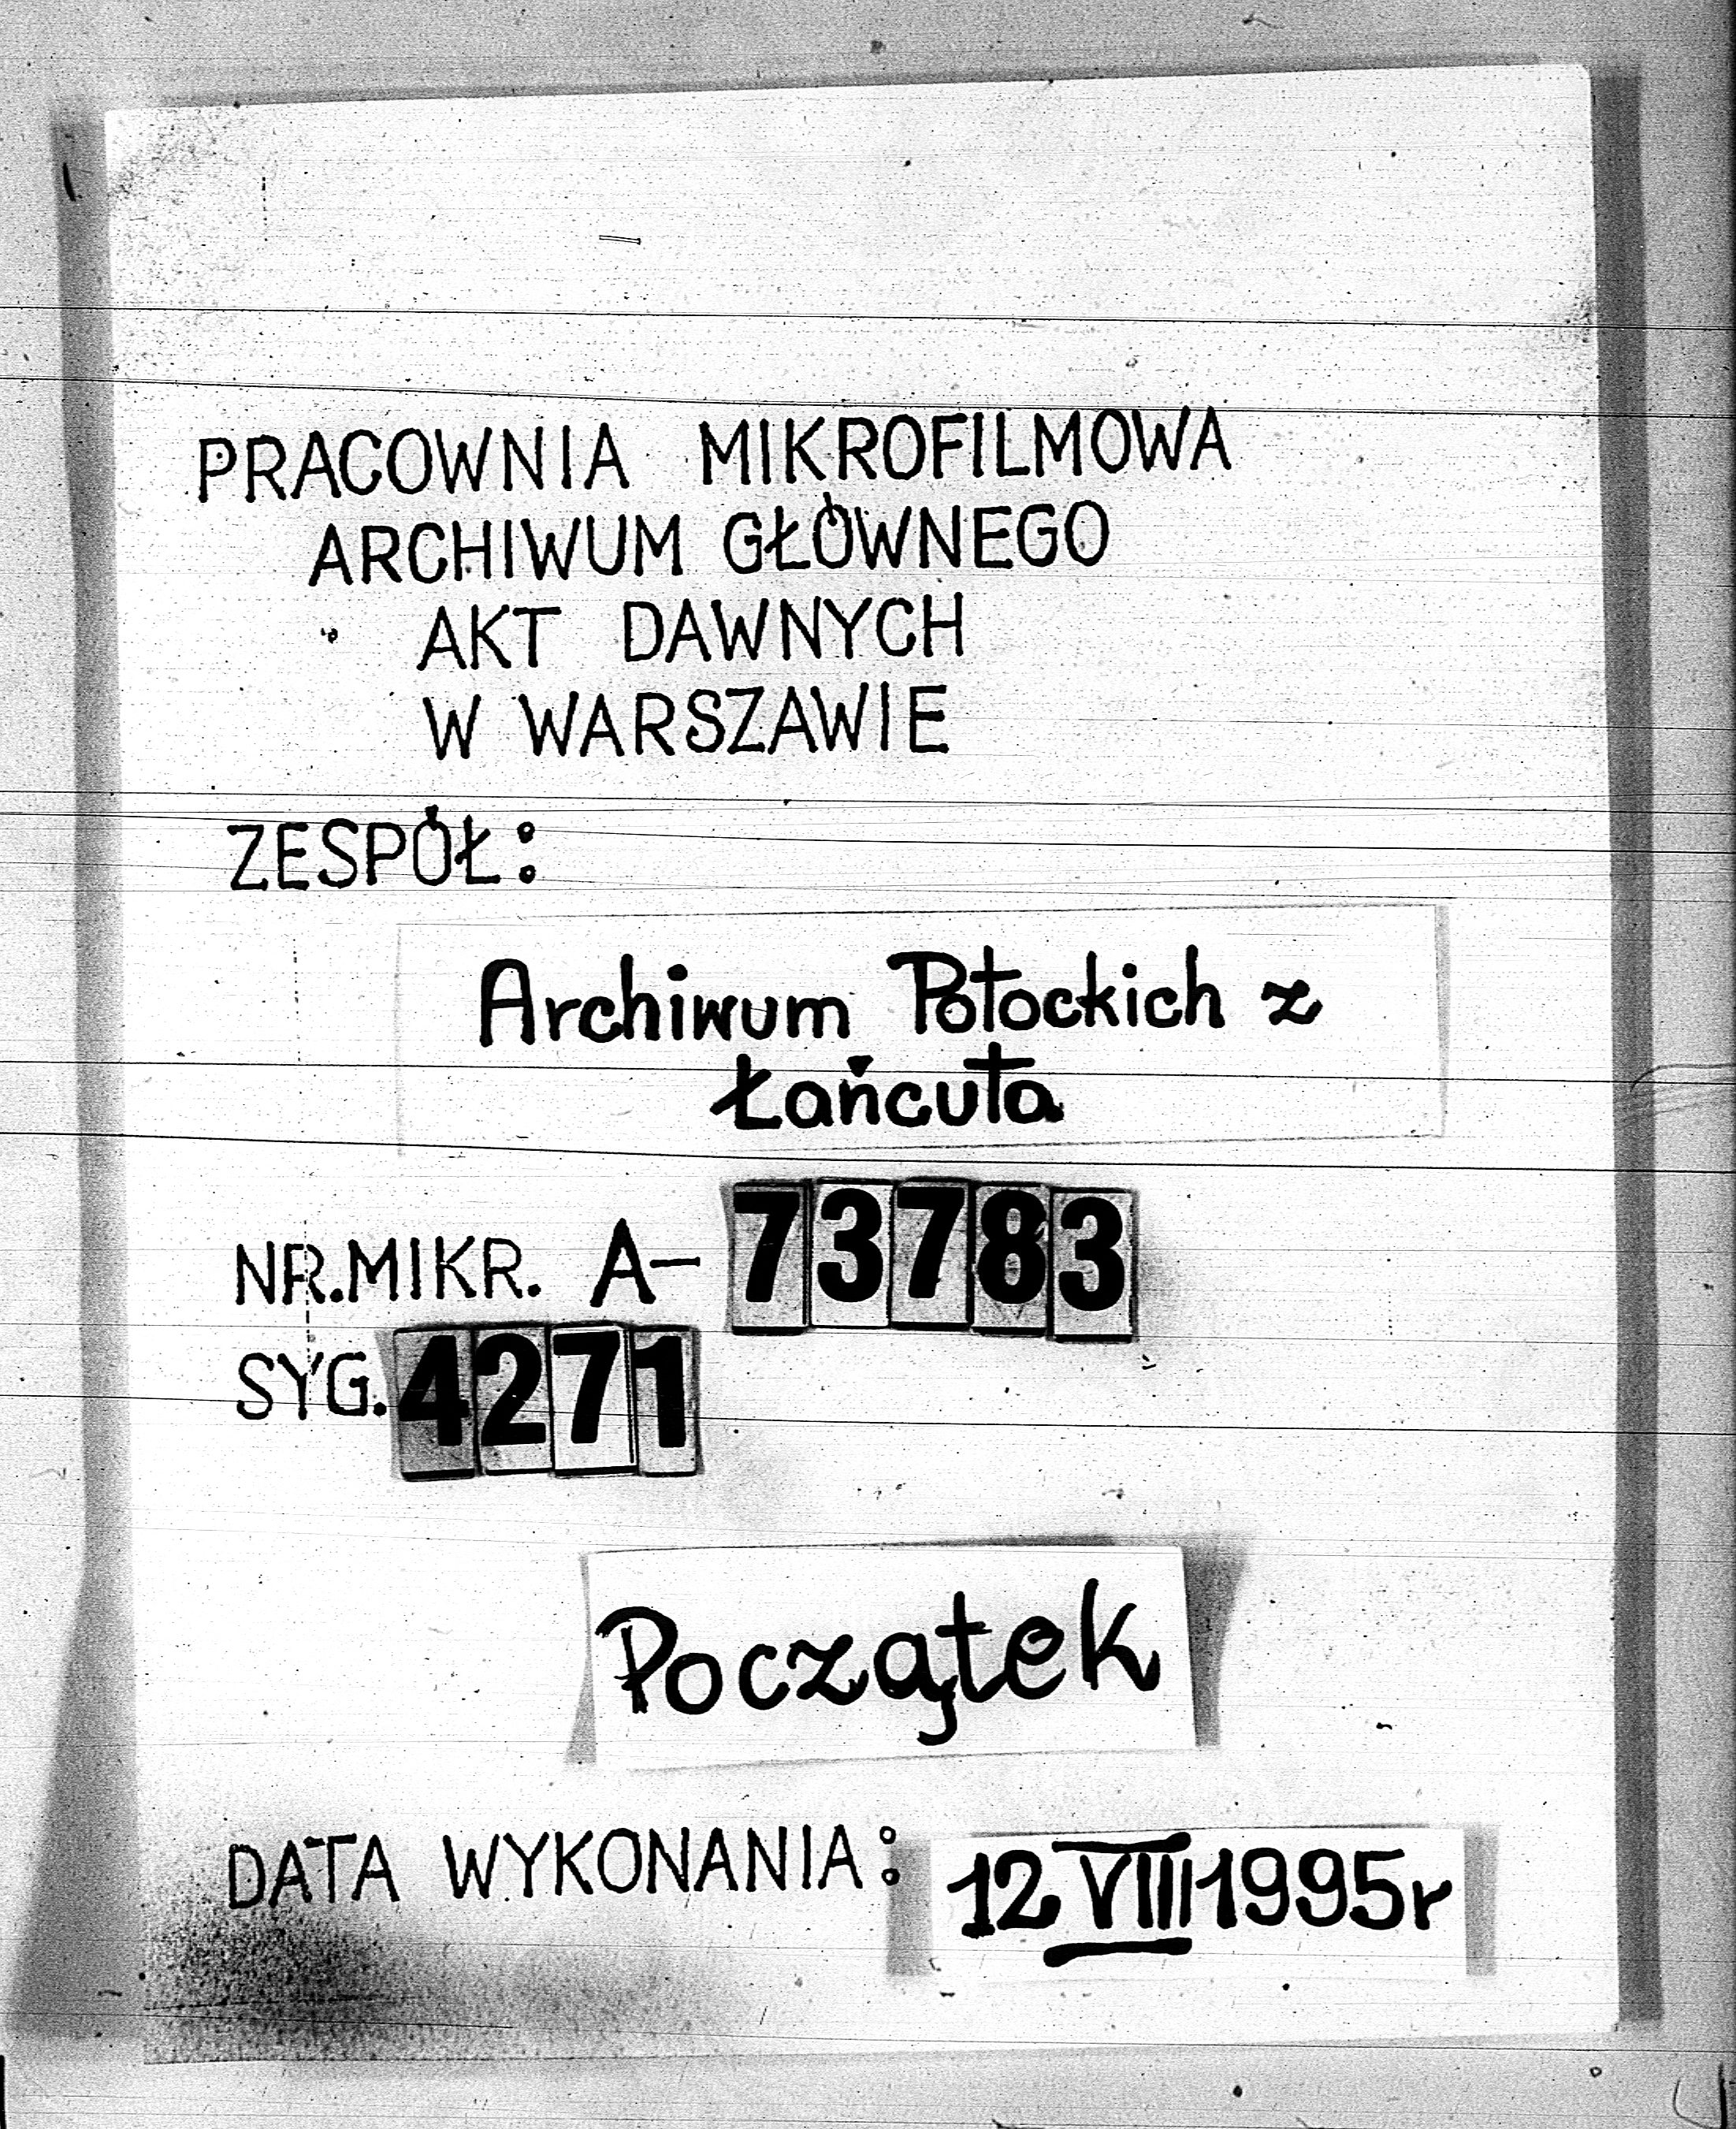 PRACOWNIA MIKROFILMOWA
ARCHIWUM GŁÓWNEGO
AKT DAWNYCH
W WARSZAWIE
ZESPÓŁ:
Archiwum Potockich z
Łańcuta
NR.MIKR. A-73783
SYG. 4271
Początek
DATA WYKONANIA: 12 VIII 1995r